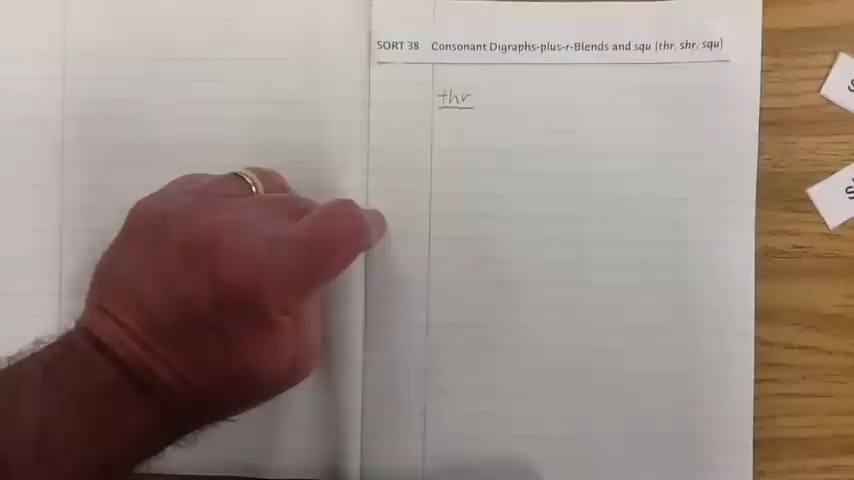 SORT 38 Consonant Digraphs-plus-r-Blends and squ (thr, shr, squ)
thr